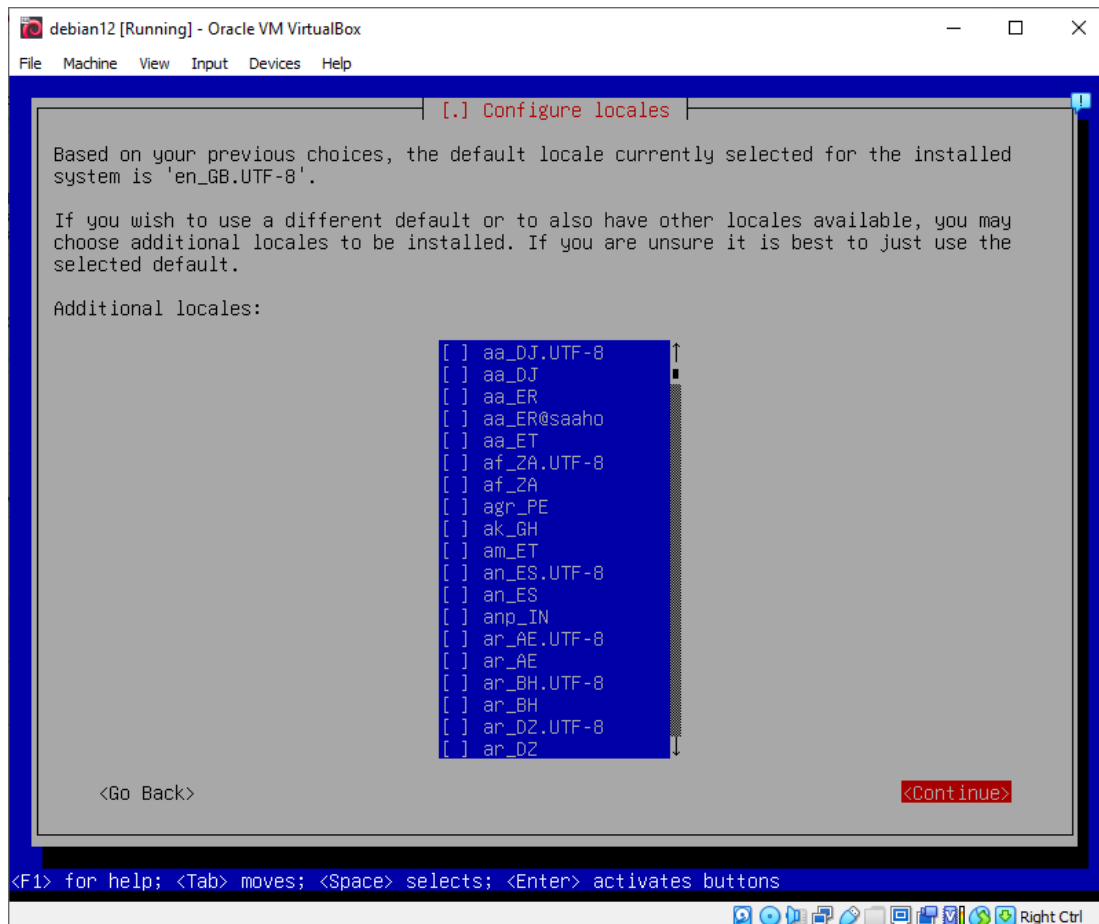 debian12 [Running] - Oracle VM VirtualBox
File Machine View Input Devices Help
[.] Configure locales
Based on your previous choices, the default locale currently selected for the installed
system is 'en_GB.UTF-8'.
If you wish to use a different default or to also have other locales available, you may
choose additional locales to be installed. If you are unsure it is best to just use the
selected default.
Additional locales:
[ ] aa_DJ.UTF-8
[ ] aa_DJ
[ ] aa_ER
[ ] aa_ER@saaho
[ ] aa_ET
[ ] af_ZA.UTF-8
[ ] af_ZA
[ ] agr_PE
[ ] ak_GH
[ ] am_ET
[ ] an_ES.UTF-8
[ ] an_ES
[ ] anp_IN
[ ] ar_AE.UTF-8
[ ] ar_AE
[ ] ar_BH.UTF-8
[ ] ar_BH
[ ] ar_DZ.UTF-8
[ ] ar_DZ
<Go Back> <Continue>
<F1> for help; <Tab> moves; <Space> selects; <Enter> activates buttons
Right Ctrl